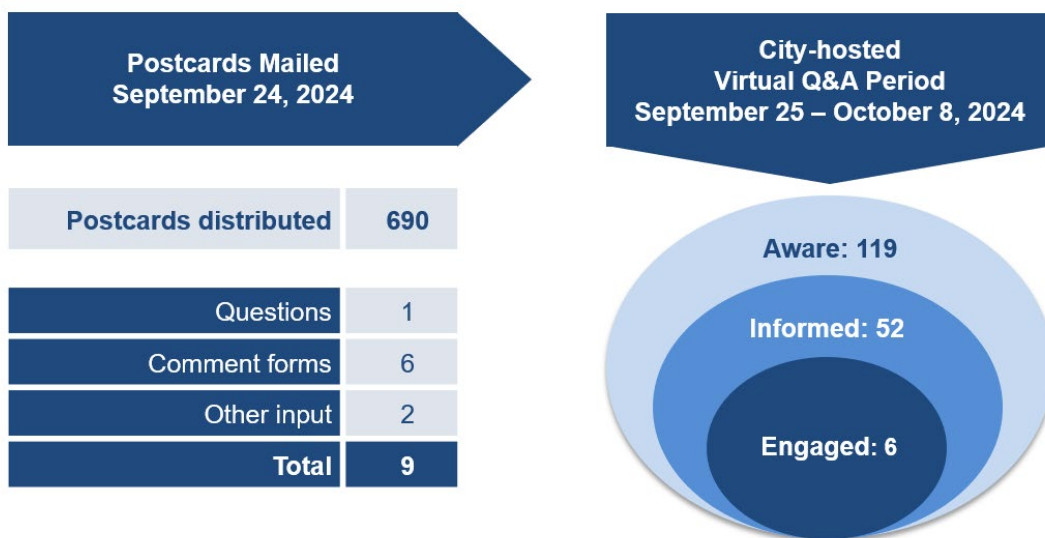 Postcards Mailed
September 24, 2024
City-hosted
Virtual Q&A Period
September 25 – October 8, 2024
Postcards distributed 690
Questions 1
Comment forms 6
Other input 2
Total 9
Aware: 119
Informed: 52
Engaged: 6